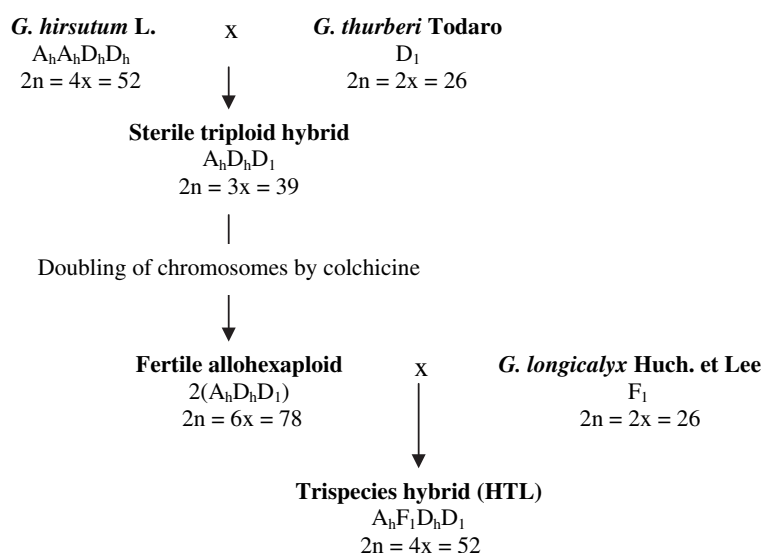 G. hirsutum L. x G. thurberi Todaro
AₕAₕDₕDₕ D₁
2n = 4x = 52 2n = 2x = 26
Sterile triploid hybrid
AₕDₕD₁
2n = 3x = 39
Doubling of chromosomes by colchicine
Fertile allohexaploid x G. longicalyx Huch. et Lee
2(AₕDₕD₁) F₁
2n = 6x = 78 2n = 2x = 26
Trispecies hybrid (HTL)
AₕF₁DₕD₁
2n = 4x = 52